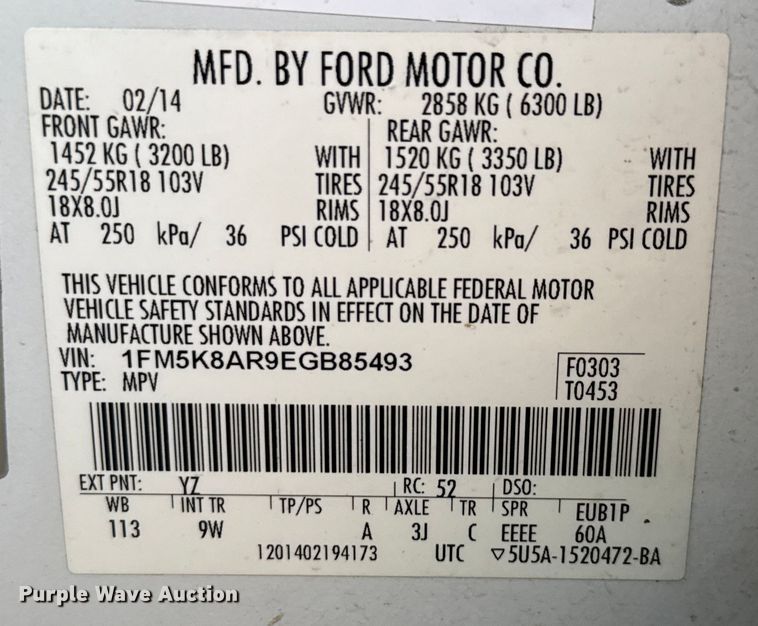 MFD. BY FORD MOTOR CO.
DATE: 02/14 GVWR: 2858 KG ( 6300 LB)
FRONT GAWR: REAR GAWR:
1452 KG ( 3200 LB) WITH 1520 KG ( 3350 LB) WITH
245/55R18 103V TIRES 245/55R18 103V TIRES
18X8.0J RIMS 18X8.0J RIMS
AT 250 kPa/ 36 PSI COLD AT 250 kPa/ 36 PSI COLD
THIS VEHICLE CONFORMS TO ALL APPLICABLE FEDERAL MOTOR
VEHICLE SAFETY STANDARDS IN EFFECT ON THE DATE OF
MANUFACTURE SHOWN ABOVE.
VIN: 1FM5K8AR9EGB85493 F0303
TYPE: MPV T0453
EXT PNT: YZ RC: 52 DSO:
WB INT TR TP/PS R AXLE TR SPR EUB1P
113 9W A 3J C EEEE 60A
1201402194173 UTC ▽5U5A-1520472-BA
Purple Wave Auction